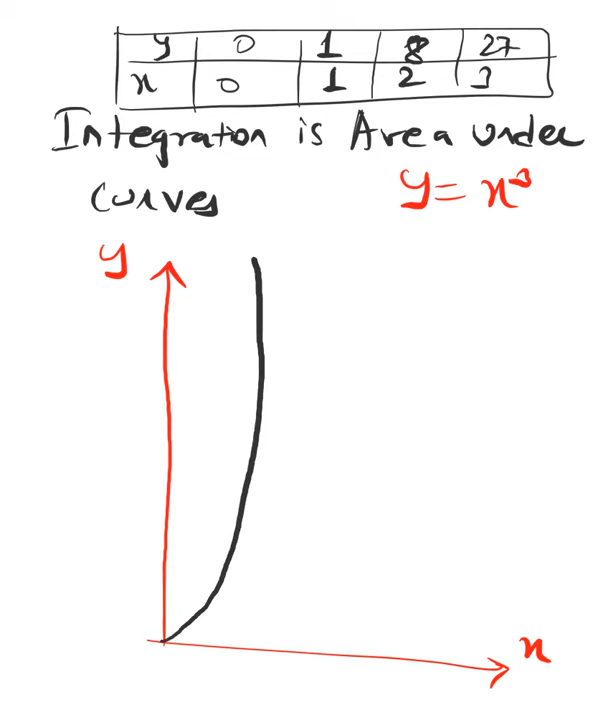 y 0 1 8 27
x 0 1 2 3
Integration is Area under
curves
y = x³
y
x